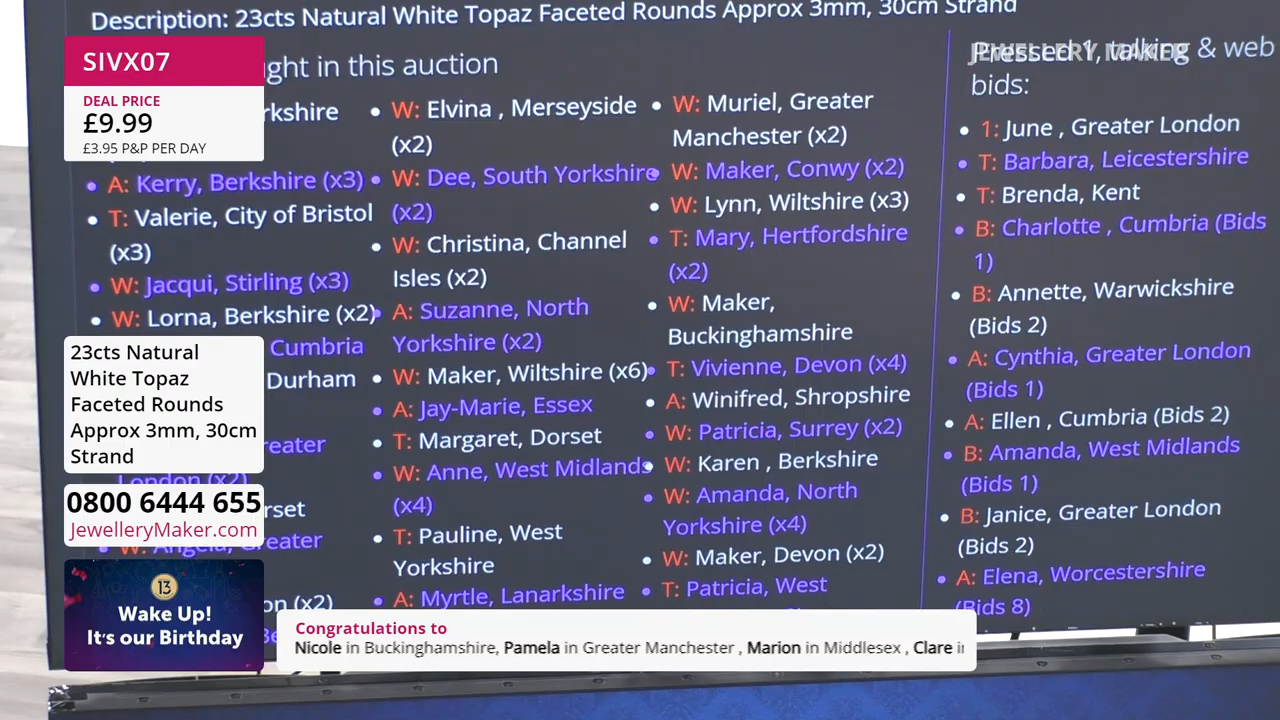 Description: 23cts Natural White Topaz Faceted Rounds Approx 3mm, 30cm Strand
SIVX07
DEAL PRICE
£9.99
£3.95 P&P PER DAY
ght in this auction
rkshire
A: Kerry, Berkshire (x3)
T: Valerie, City of Bristol
(x3)
W: Jacqui, Stirling (x3)
W: Lorna, Berkshire (x2)
Cumbria
Durham
reater
London (x2)
rset
W: Angela, Greater
on (x2)
W: Elvina , Merseyside
(x2)
W: Dee, South Yorkshire
(x2)
W: Christina, Channel
Isles (x2)
A: Suzanne, North
Yorkshire (x2)
W: Maker, Wiltshire (x6)
A: Jay-Marie, Essex
T: Margaret, Dorset
W: Anne, West Midlands
(x4)
T: Pauline, West
Yorkshire
A: Myrtle, Lanarkshire
W: Muriel, Greater
Manchester (x2)
W: Maker, Conwy (x2)
W: Lynn, Wiltshire (x3)
T: Mary, Hertfordshire
(x2)
W: Maker,
Buckinghamshire
T: Vivienne, Devon (x4)
A: Winifred, Shropshire
W: Patricia, Surrey (x2)
W: Karen , Berkshire
W: Amanda, North
Yorkshire (x4)
W: Maker, Devon (x2)
T: Patricia, West
JEWELLERY MAKER
Pressed 1, talking & web
bids:
1: June , Greater London
T: Barbara, Leicestershire
T: Brenda, Kent
B: Charlotte , Cumbria (Bids
1)
B: Annette, Warwickshire
(Bids 2)
A: Cynthia, Greater London
(Bids 1)
A: Ellen , Cumbria (Bids 2)
B: Amanda, West Midlands
(Bids 1)
B: Janice, Greater London
(Bids 2)
A: Elena, Worcestershire
(Bids 8)
23cts Natural
White Topaz
Faceted Rounds
Approx 3mm, 30cm
Strand
0800 6444 655
JewelleryMaker.com
13
Wake Up!
It's our Birthday
Congratulations to
Nicole in Buckinghamshire, Pamela in Greater Manchester , Marion in Middlesex , Clare i